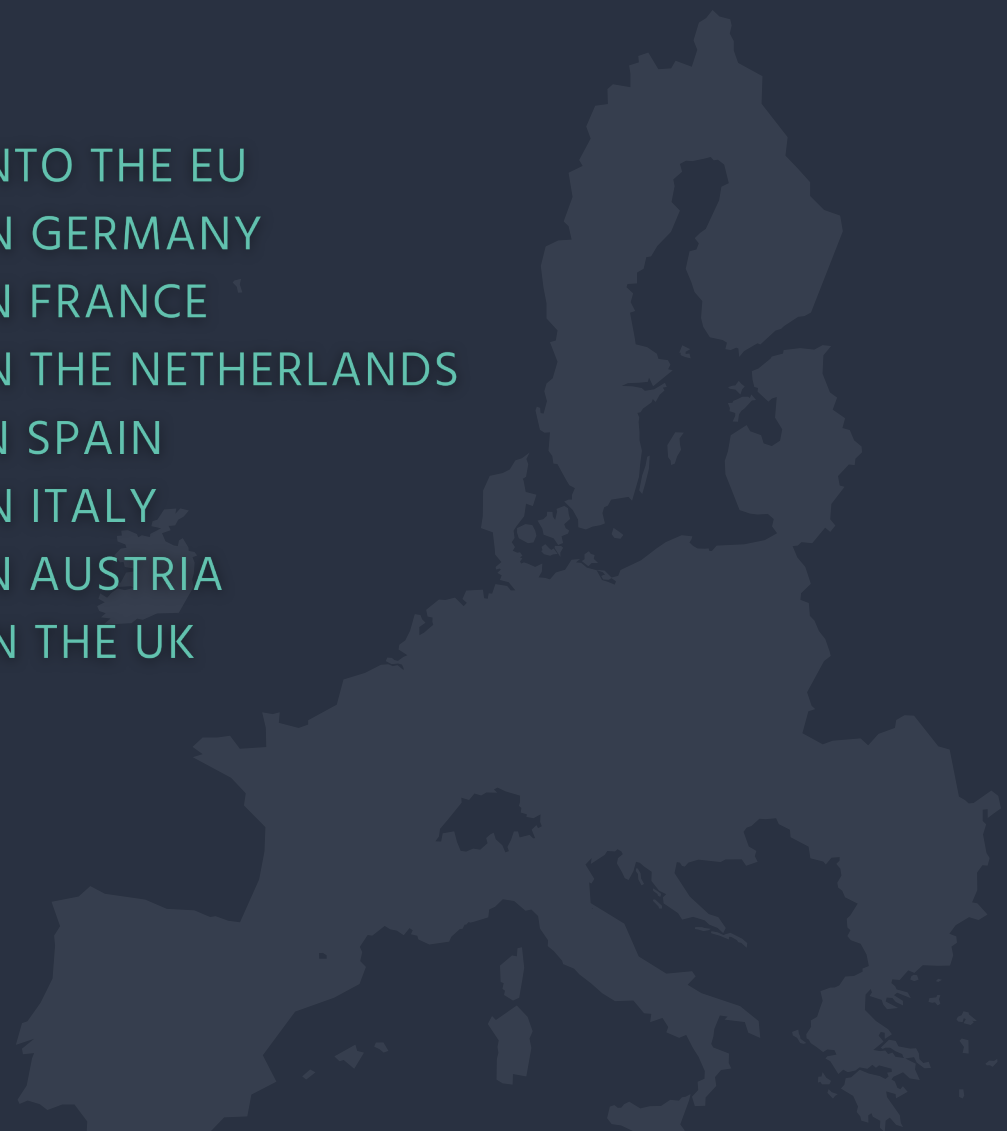 NTO THE EU
N GERMANY
N FRANCE
N THE NETHERLANDS
N SPAIN
N ITALY
N AUSTRIA
N THE UK